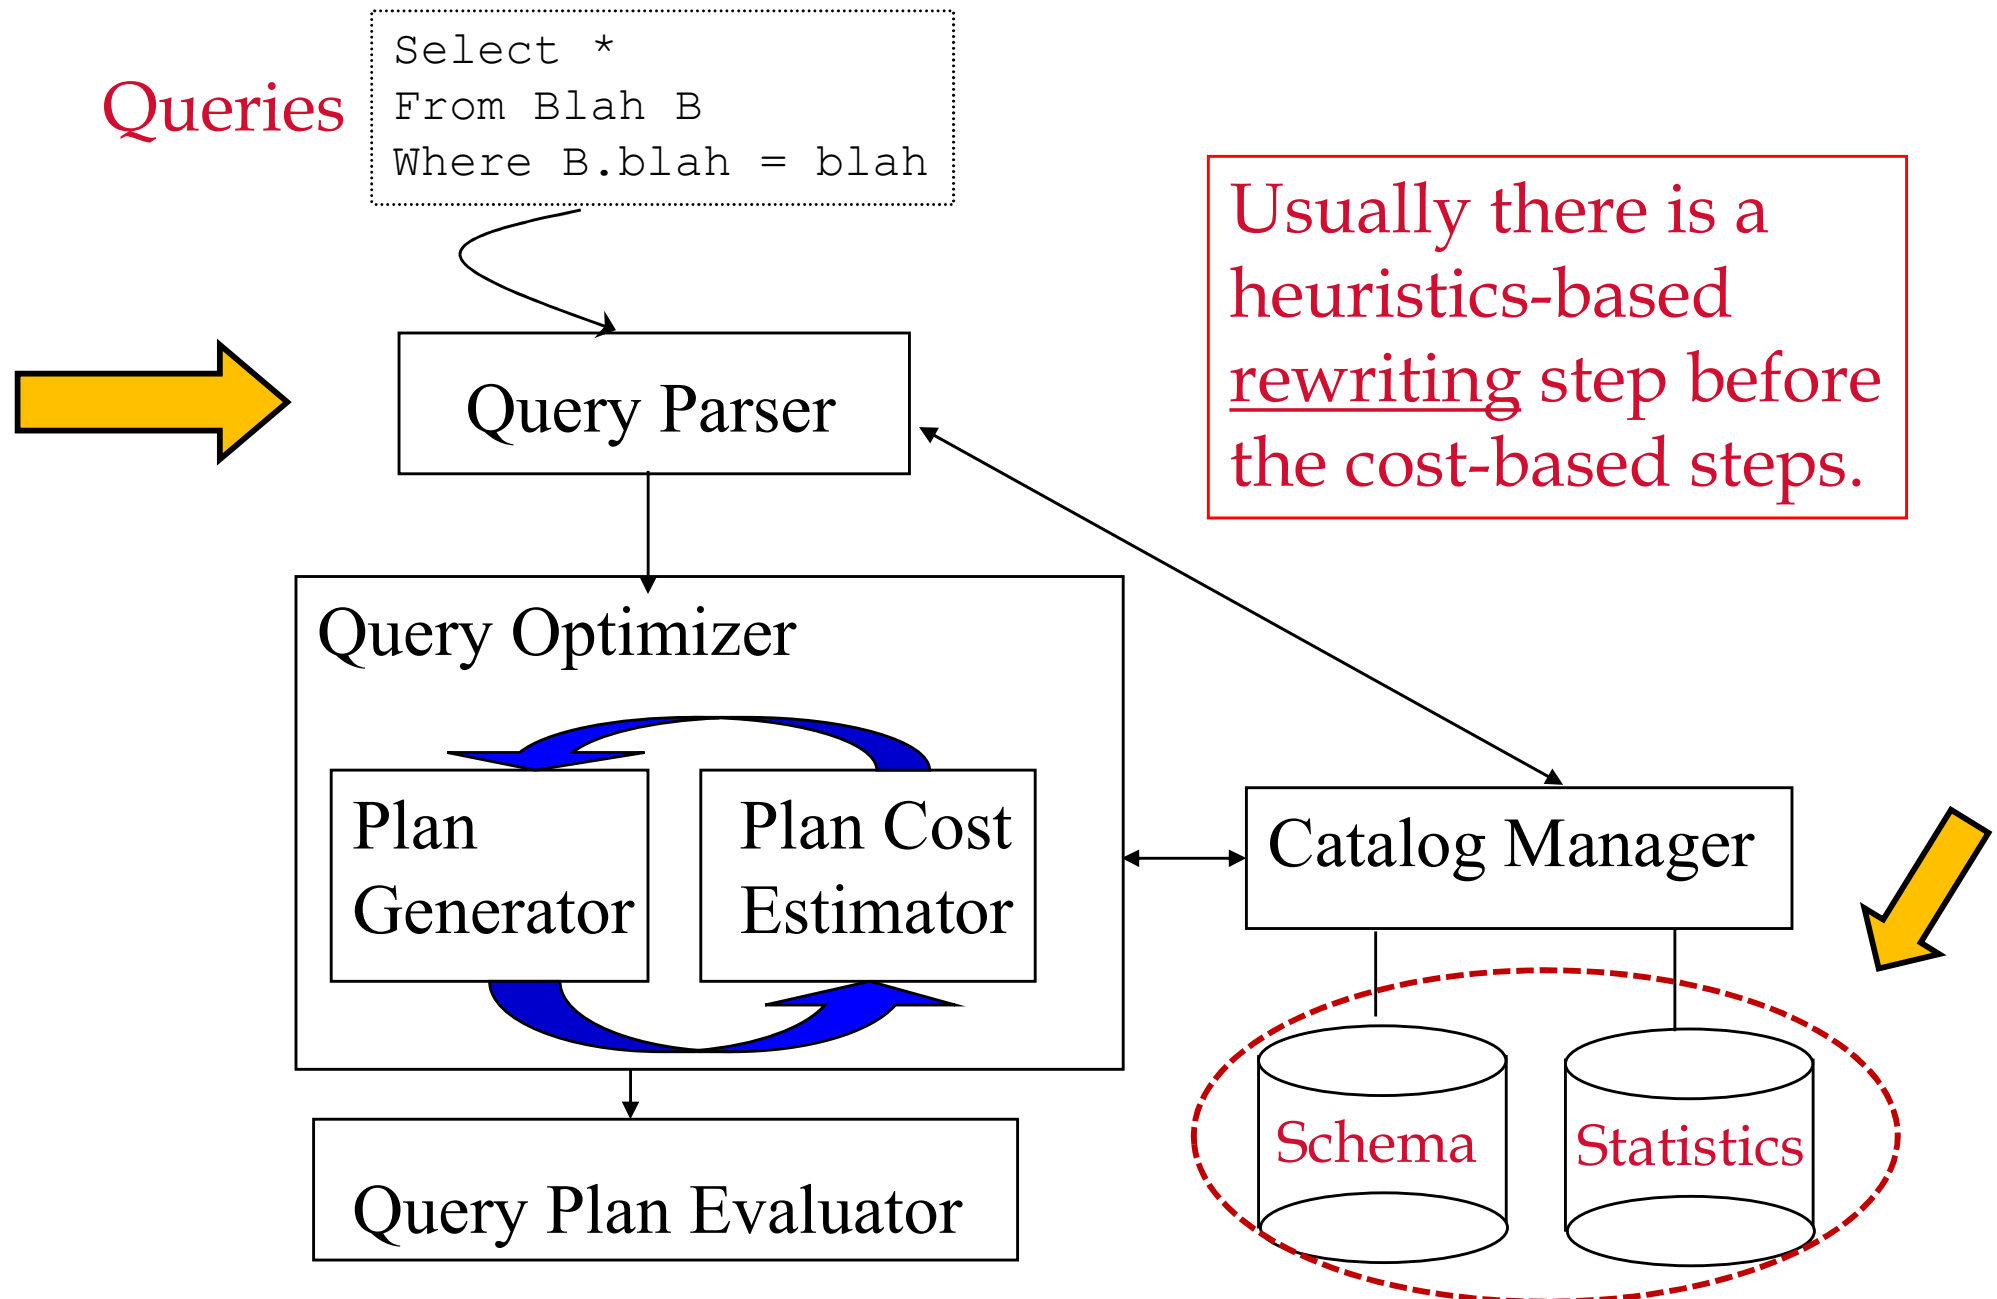 Queries
Select *
From Blah B
Where B.blah = blah
Usually there is a
heuristics-based
rewriting step before
the cost-based steps.
Query Parser
Query Optimizer
Plan
Generator
Plan Cost
Estimator
Catalog Manager
Schema
Statistics
Query Plan Evaluator